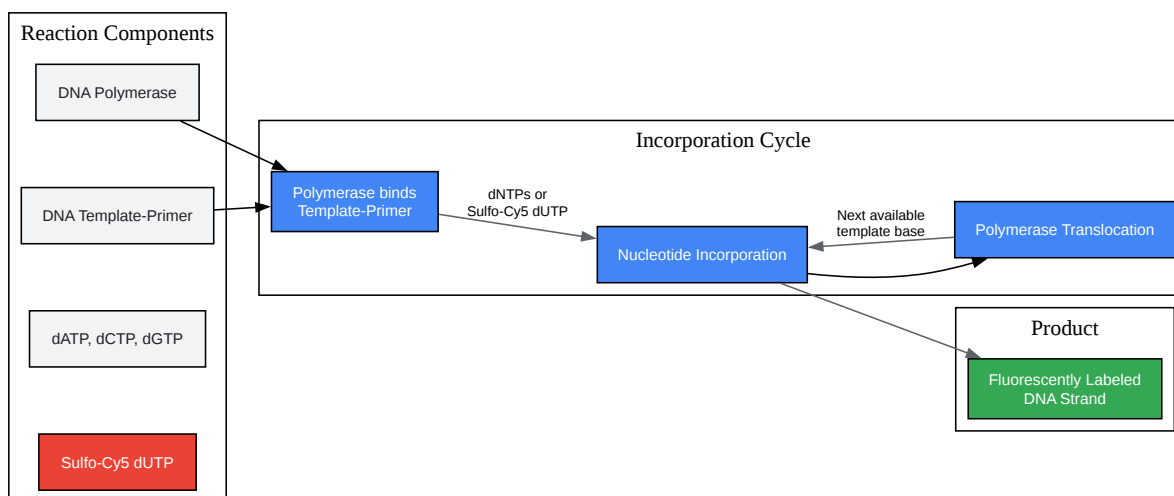 Reaction Components
DNA Polymerase
DNA Template-Primer
dATP, dCTP, dGTP
Sulfo-Cy5 dUTP
Incorporation Cycle
Polymerase binds
Template-Primer
dNTPs or
Sulfo-Cy5 dUTP
Nucleotide Incorporation
Next available
template base
Polymerase Translocation
Product
Fluorescently Labeled
DNA Strand